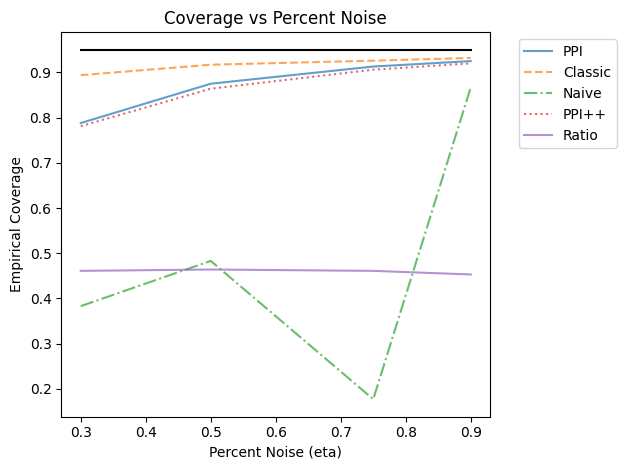 Coverage vs Percent Noise
Empirical Coverage
0.9
0.8
0.7
0.6
0.5
0.4
0.3
0.2
0.3 0.4 0.5 0.6 0.7 0.8 0.9
Percent Noise (eta)
PPI
Classic
Naive
PPI++
Ratio